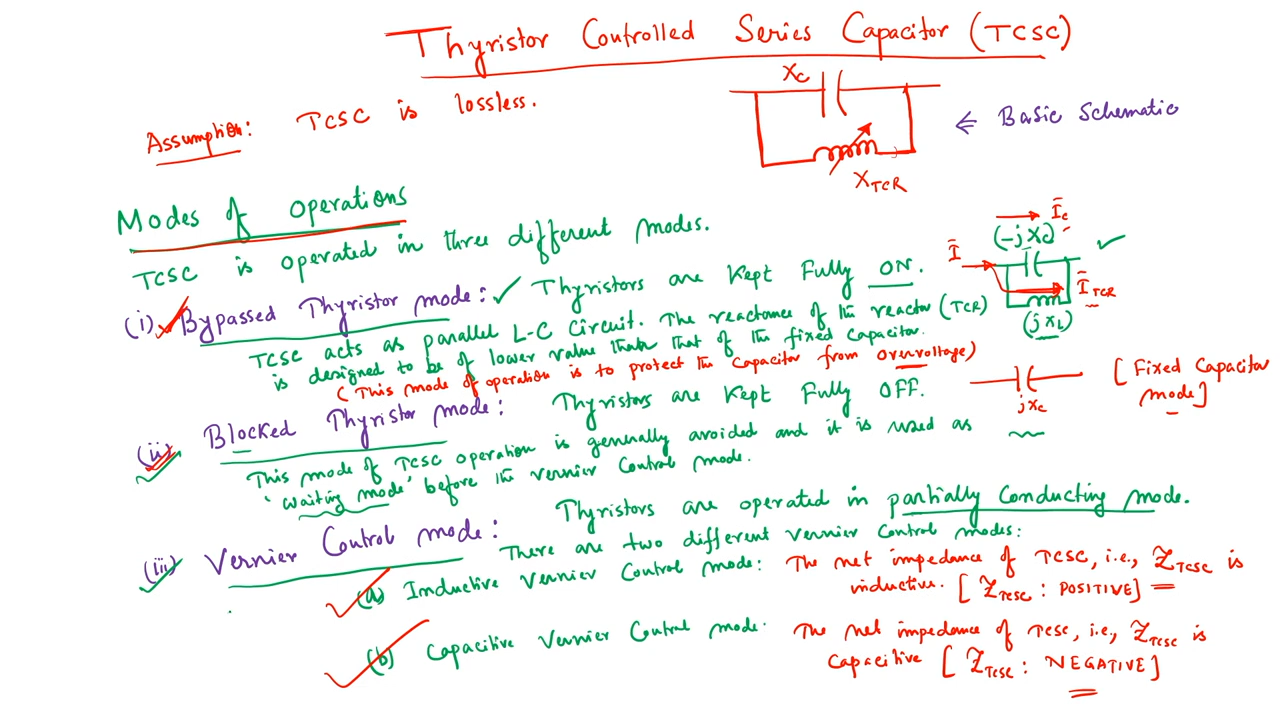 Thyristor Controlled Series Capacitor (TCSC)
Assumption: TCSC is lossless.
Xc
XTCR
⇐ Basic Schematic
Modes of operations
TCSC is operated in three different modes.
(i) Bypassed Thyristor mode: ✓ Thyristors are Kept Fully ON.
TCSC acts as parallel L-C Circuit. The reactance of the reactor (TCR)
is designed to be of lower value than that of the fixed capacitor.
(This mode of operation is to protect the Capacitor from overvoltage)
Ī
Īc
(-jXc)
ĪTCR
(jXL)
(ii) Blocked Thyristor mode: Thyristors are Kept Fully OFF.
jxc
[Fixed Capacitor
mode]
This mode of TCSC operation is generally avoided and it is used as
'waiting mode' before the Vernier Control mode.
(iii) Vernier Control mode: Thyristors are operated in partially Conducting mode.
There are two different Vernier Control modes:
(a) Inductive Vernier Control mode: The net impedance of TCSC, i.e., ZTCSC is
inductive. [ZTCSC : POSITIVE]
(b) Capacitive Vernier Control mode. The net impedance of TCSC, i.e., ZTCSC is
Capacitive [ZTCSC : NEGATIVE]